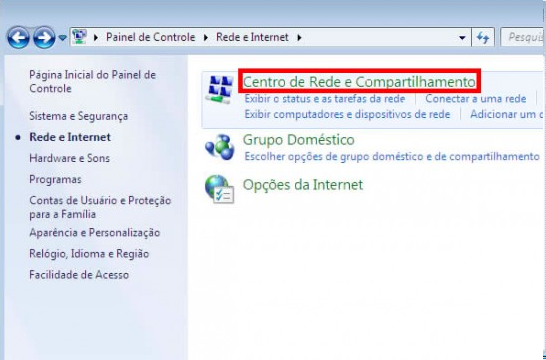 Painel de Controle
Rede e Internet
Página Inicial do Painel de
Controle
Sistema e Segurança
Rede e Internet
Hardware e Sons
Programas
Contas de Usuário e Proteção
para a Família
Aparência e Personalização
Relógio, Idioma e Região
Facilidade de Acesso
Centro de Rede e Compartilhamento
Exibir o status e as tarefas da rede
Conectar a uma rede
Exibir computadores e dispositivos de rede
Adicionar um
Grupo Doméstico
Escolher opções de grupo doméstico e de compartilhamento
Opções da Internet